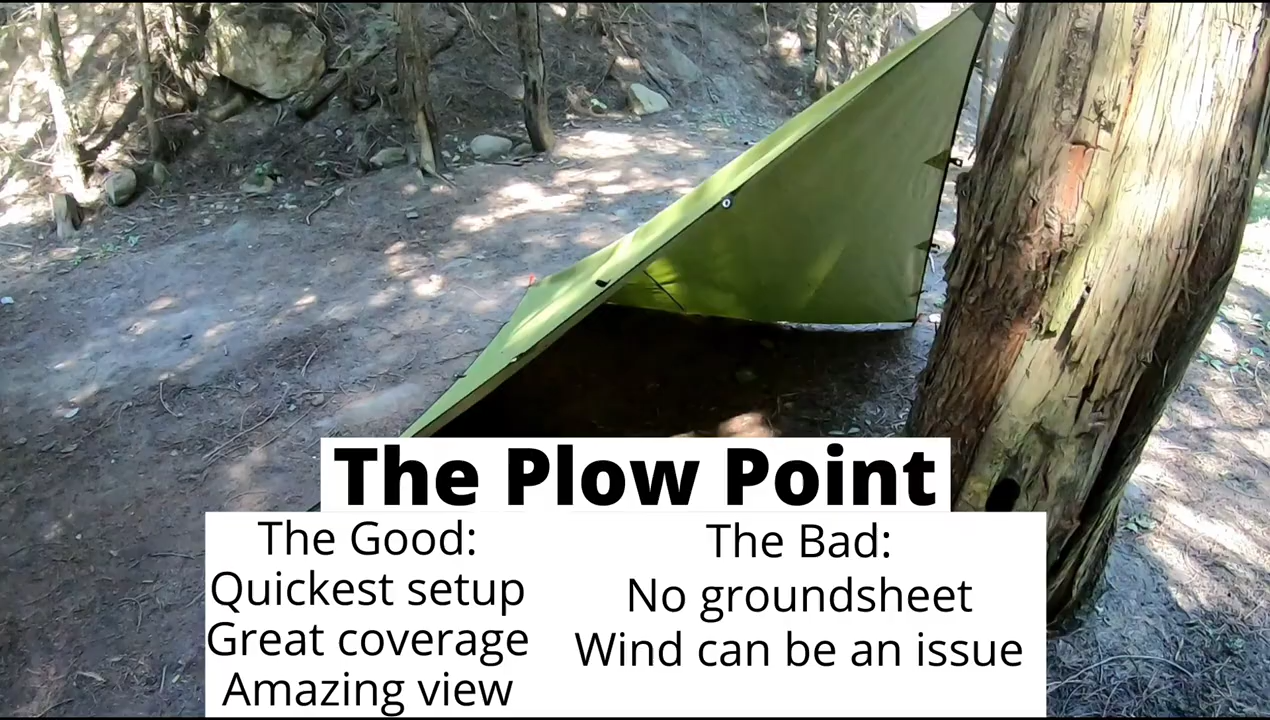 The Plow Point
The Good:
Quickest setup
Great coverage
Amazing view
The Bad:
No groundsheet
Wind can be an issue